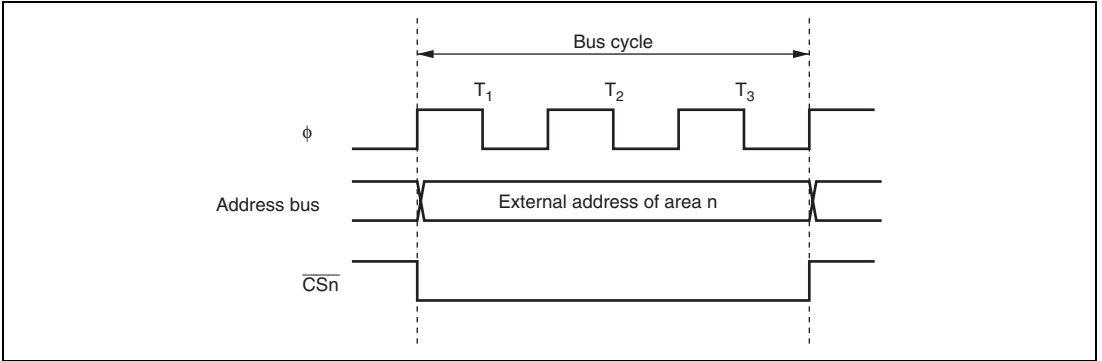 Bus cycle
T1 T2 T3
φ
Address bus
External address of area n
CSn